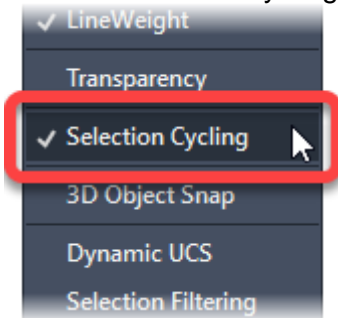 LineWeight
Transparency
Selection Cycling
3D Object Snap
Dynamic UCS
Selection Filtering